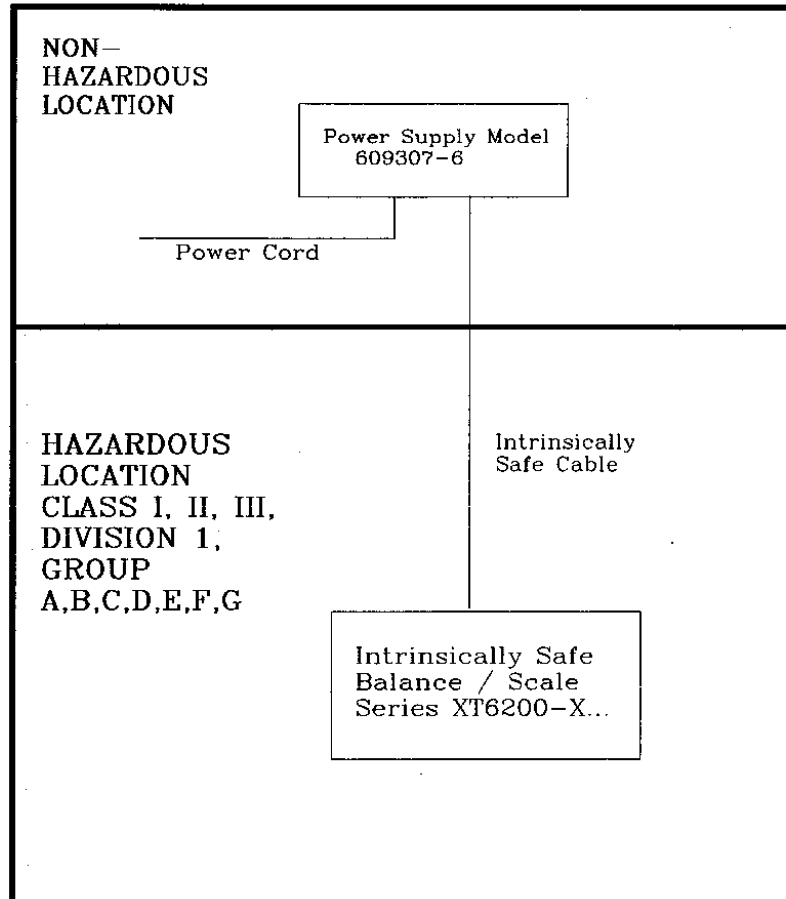 NON-
HAZARDOUS
LOCATION
Power Supply Model
609307-6
Power Cord
HAZARDOUS
LOCATION
CLASS I, II, III,
DIVISION 1,
GROUP
A,B,C,D,E,F,G
Intrinsically
Safe Cable
Intrinsically Safe
Balance / Scale
Series XT6200-X...